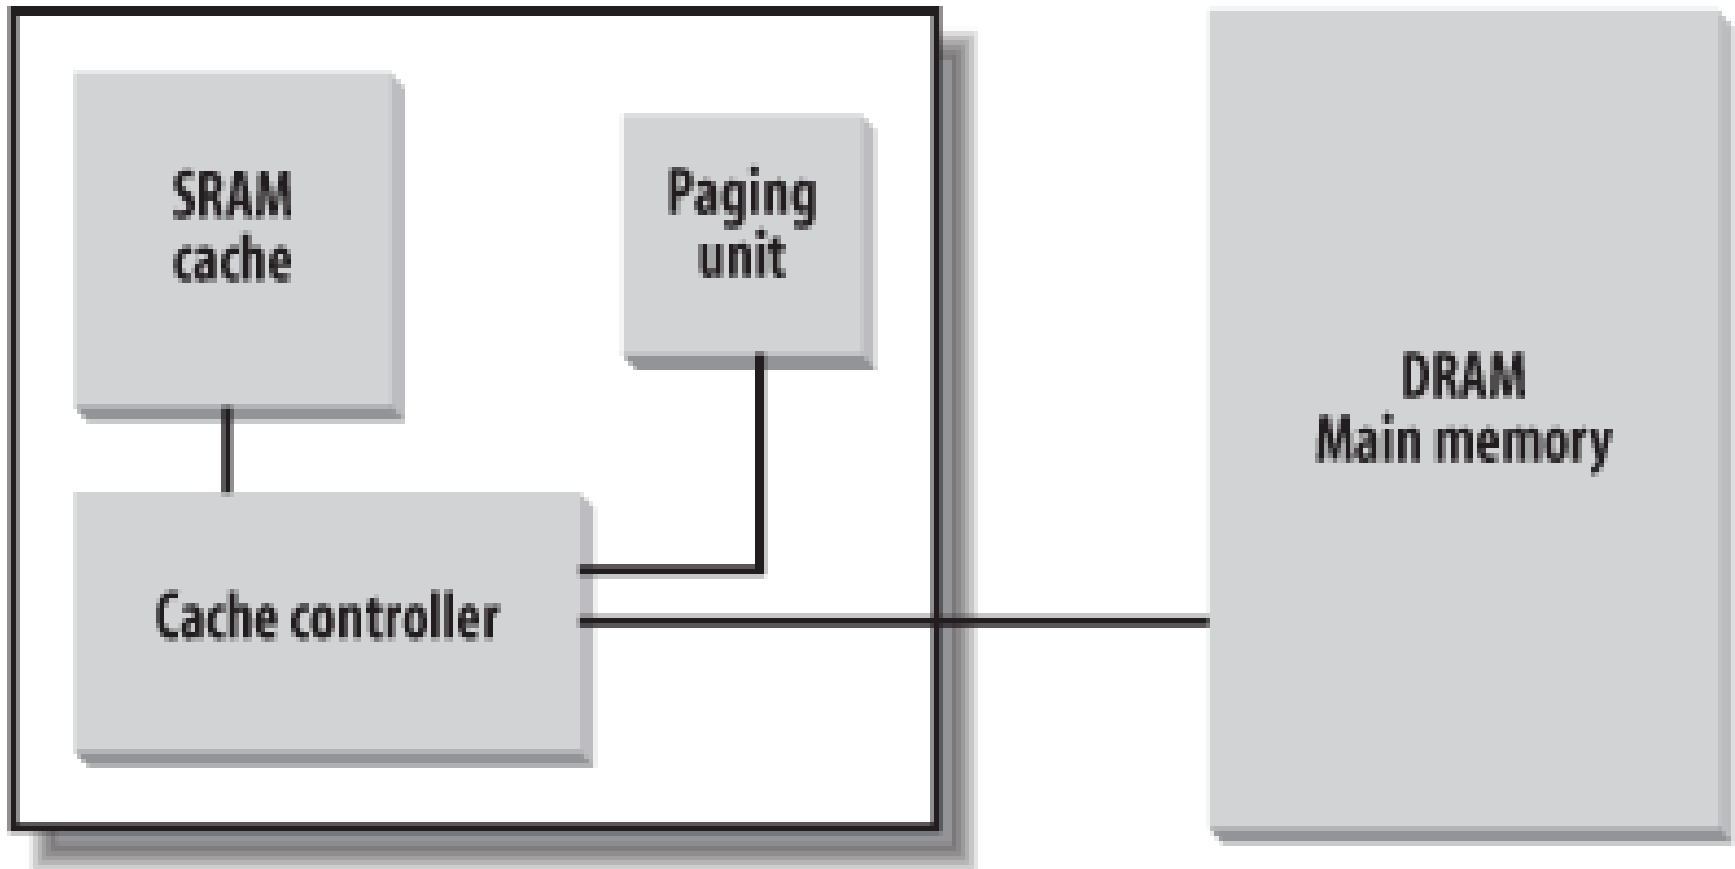 SRAM
cache
Paging
unit
Cache controller
DRAM
Main memory